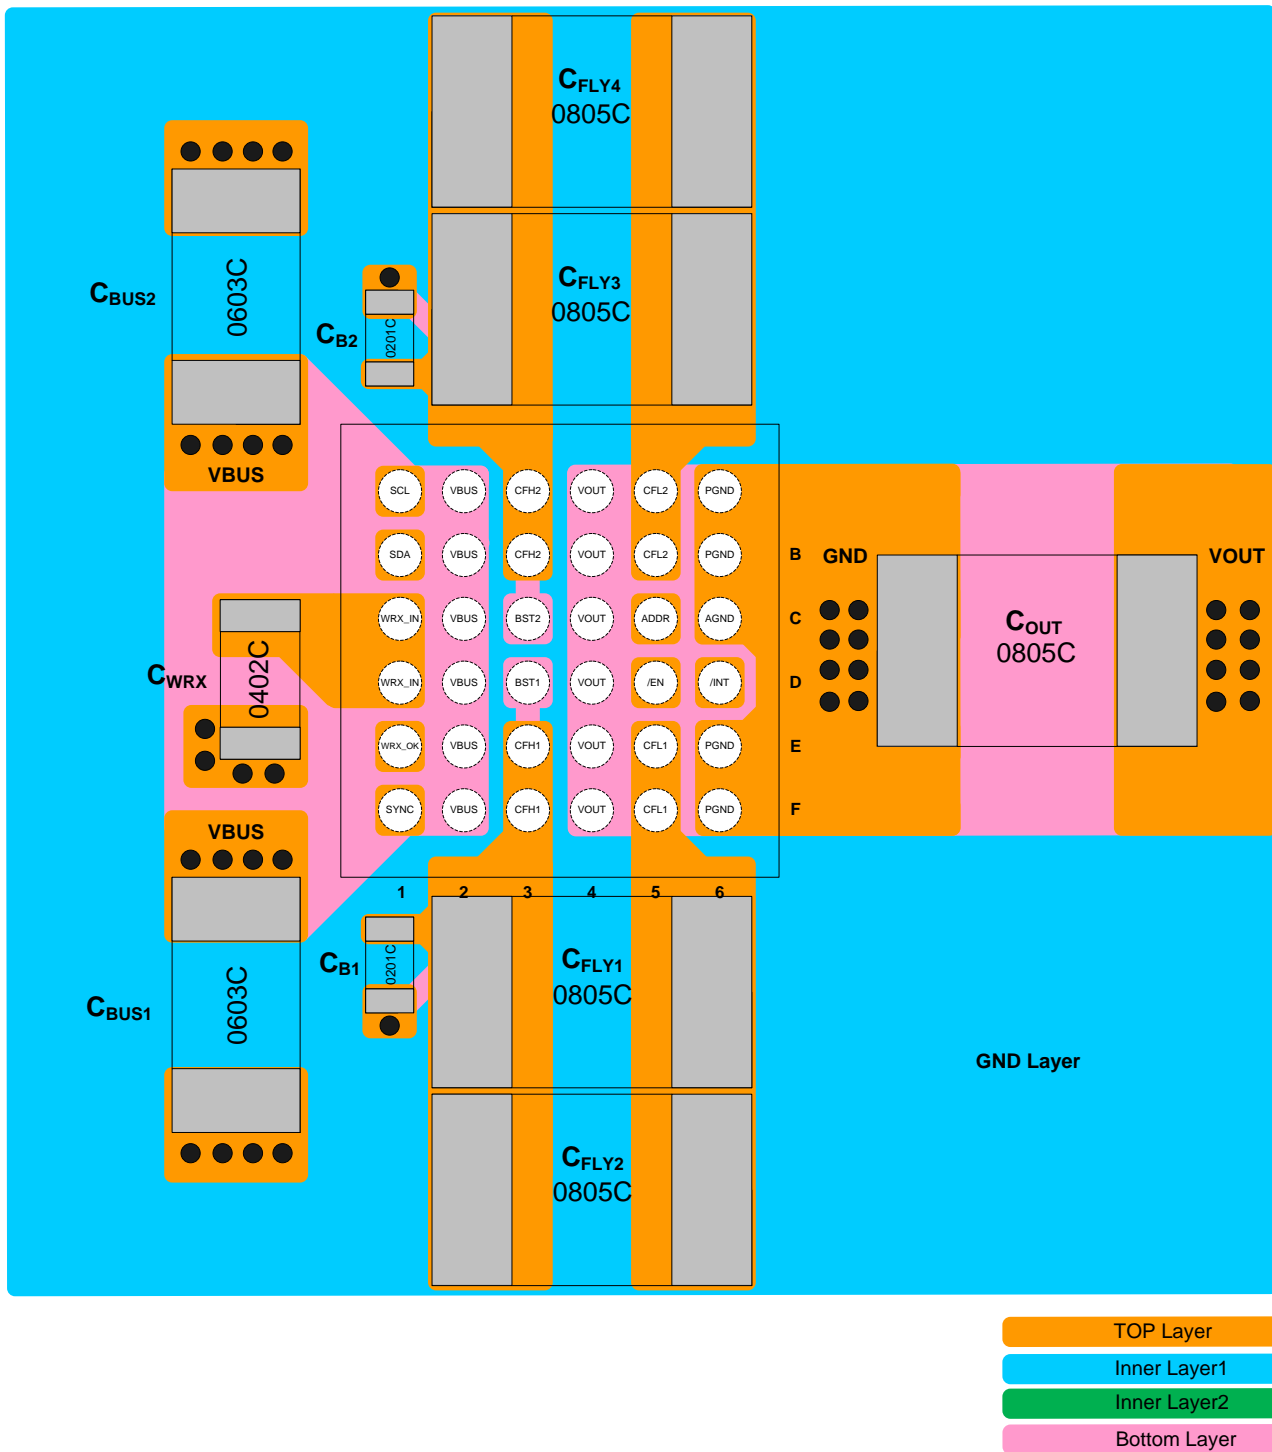 CFLY4
0805C
CFLY3
0805C
CBUS2
0603C
CB2
0201C
VBUS
SCL VBUS CFH2 VOUT CFL2 PGND
SDA VBUS CFH2 VOUT CFL2 PGND B GND VOUT
WRX_IN VBUS BST2 VOUT ADDR AGND C
COUT
0805C
CWRX
0402C
WRX_IN VBUS BST1 VOUT /EN /INT D
WRX_OK VBUS CFH1 VOUT CFL1 PGND E
SYNC VBUS CFH1 VOUT CFL1 PGND F
VBUS
1 2 3 4 5 6
CB1
0201C
CFLY1
0805C
CBUS1
0603C
GND Layer
CFLY2
0805C
TOP Layer
Inner Layer1
Inner Layer2
Bottom Layer